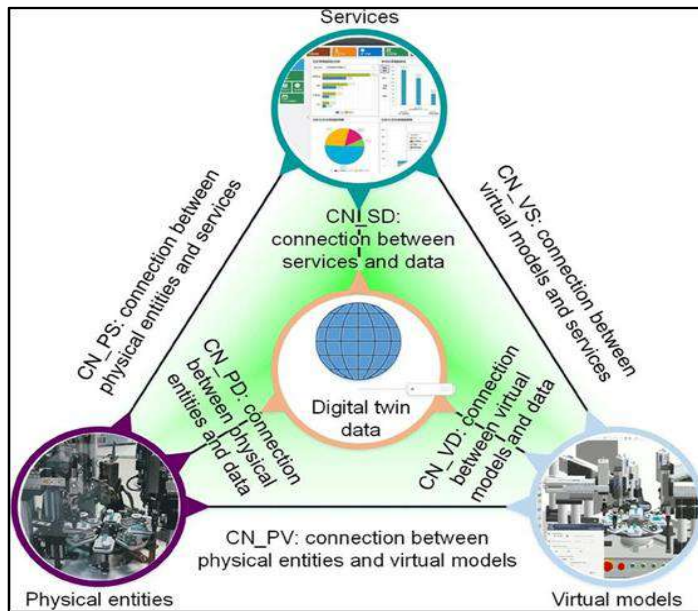 Services
CN_SD:
connection between
services and data
CN_PS: connection between
physical entities and services
CN_VS: connection between
virtual models and services
CN_PD: connection
between physical
entities and data
Digital twin
data
CN_VD: connection
between virtual
models and data
CN_PV: connection between
physical entities and virtual models
Physical entities
Virtual models